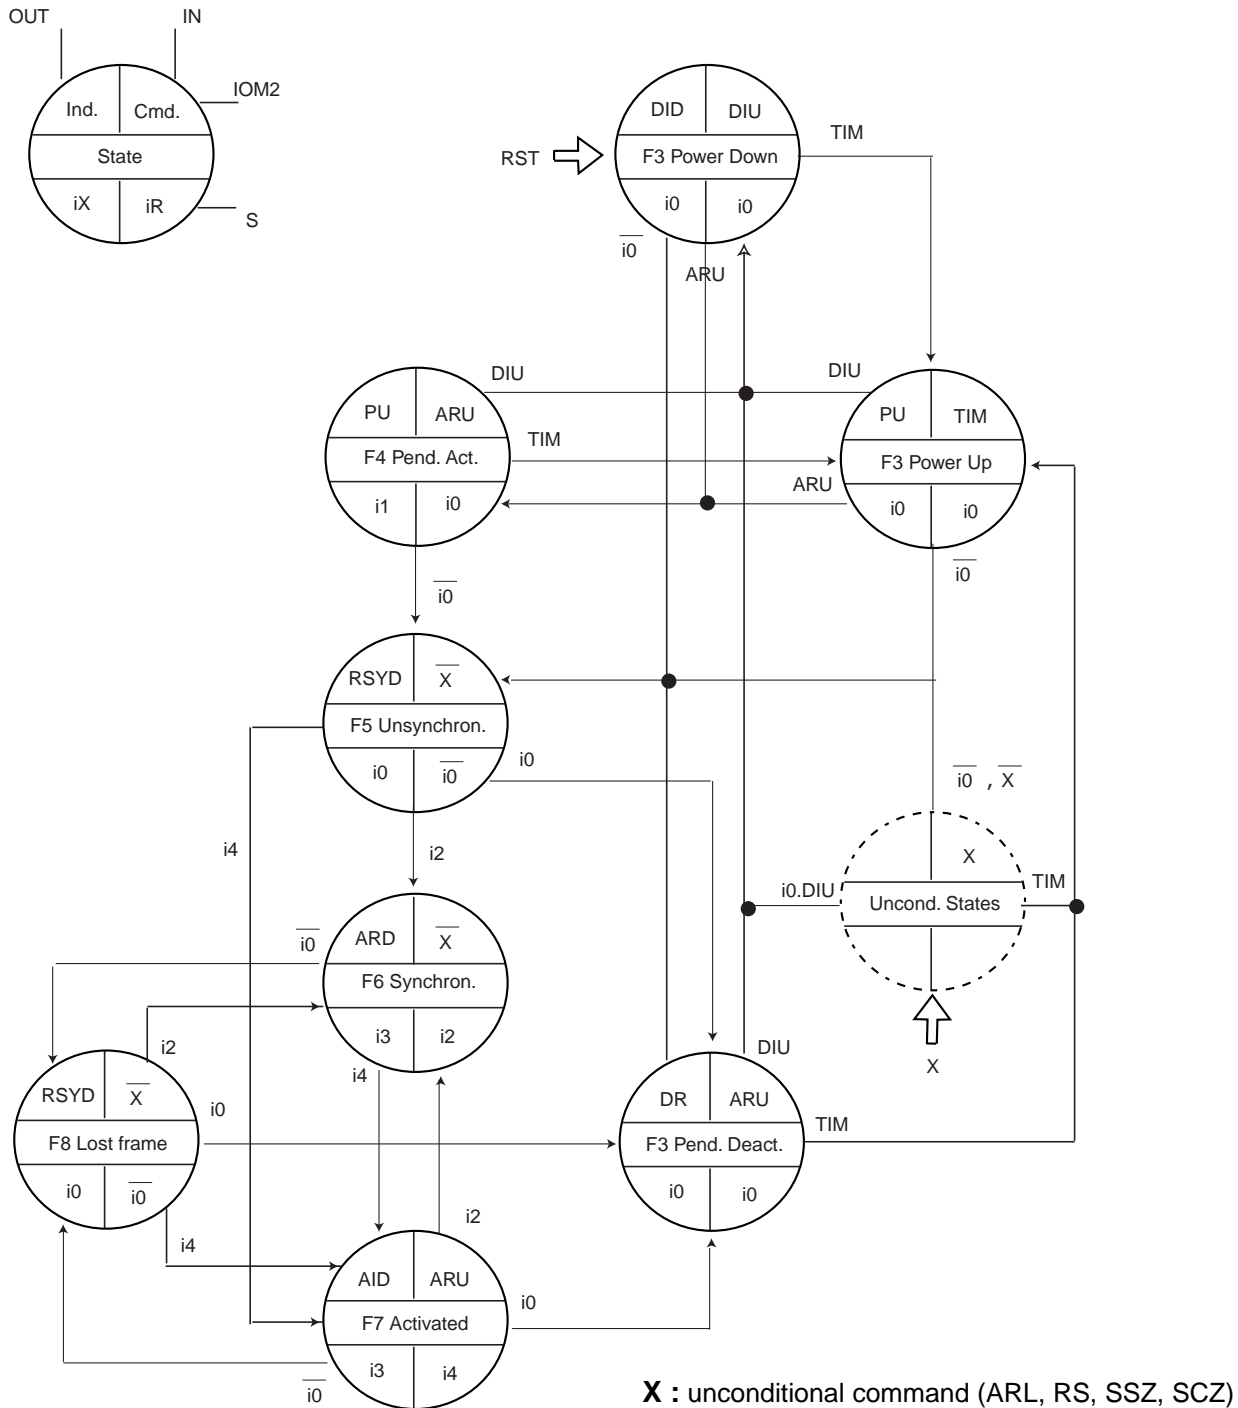 OUT IN
IOM2
Ind. Cmd.
State
iX iR
S
RST
DID DIU
F3 Power Down
i0 i0
TIM
i0
ARU
DIU DIU
PU ARU
F4 Pend. Act.
i1 i0
TIM
ARU
PU TIM
F3 Power Up
i0 i0
i0
i0
RSYD X
F5 Unsynchron.
i0 i0
i0
i4
i2
i0 , X
X
i0.DIU
Uncond. States
TIM
X
i0
ARD X
F6 Synchron.
i3 i2
i2
i4
DIU
RSYD X
F8 Lost frame
i0 i0
i0
DR ARU
F3 Pend. Deact.
i0 i0
TIM
i4
i2
AID ARU
F7 Activated
i3 i4
i0
i0
X : unconditional command (ARL, RS, SSZ, SCZ)